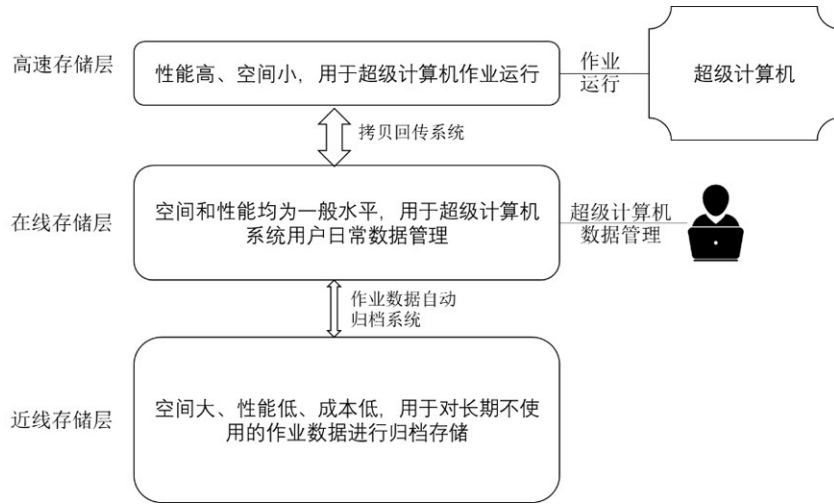 高速存储层
性能高、空间小，用于超级计算机作业运行
作业
运行
超级计算机
拷贝回传系统
在线存储层
空间和性能均为一般水平，用于超级计算机
系统用户日常数据管理
超级计算机
数据管理
作业数据自动
归档系统
近线存储层
空间大、性能低、成本低，用于对长期不使
用的作业数据进行归档存储